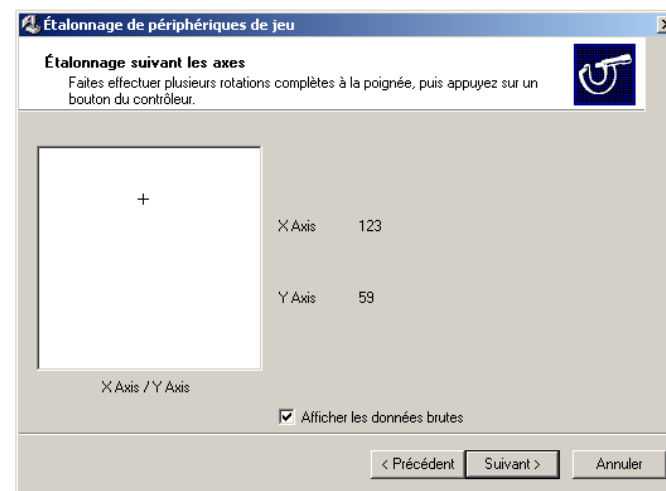 Étalonnage de périphériques de jeu
Étalonnage suivant les axes
Faites effectuer plusieurs rotations complètes à la poignée, puis appuyez sur un
bouton du contrôleur.
X Axis 123
Y Axis 59
X Axis / Y Axis
Afficher les données brutes
< Précédent Suivant > Annuler